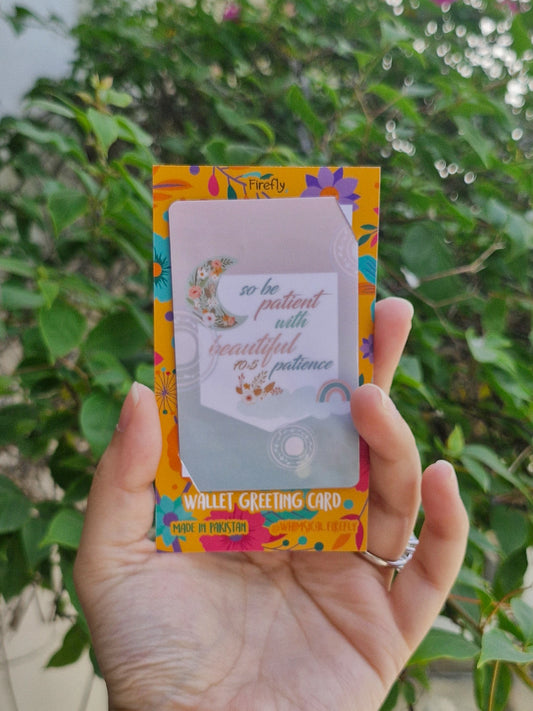 Firefly
so be
patient
with
beautiful
70:5 patience
WALLET GREETING CARD
MADE IN PAKISTAN
@WHIMSICAL.FIREFLY